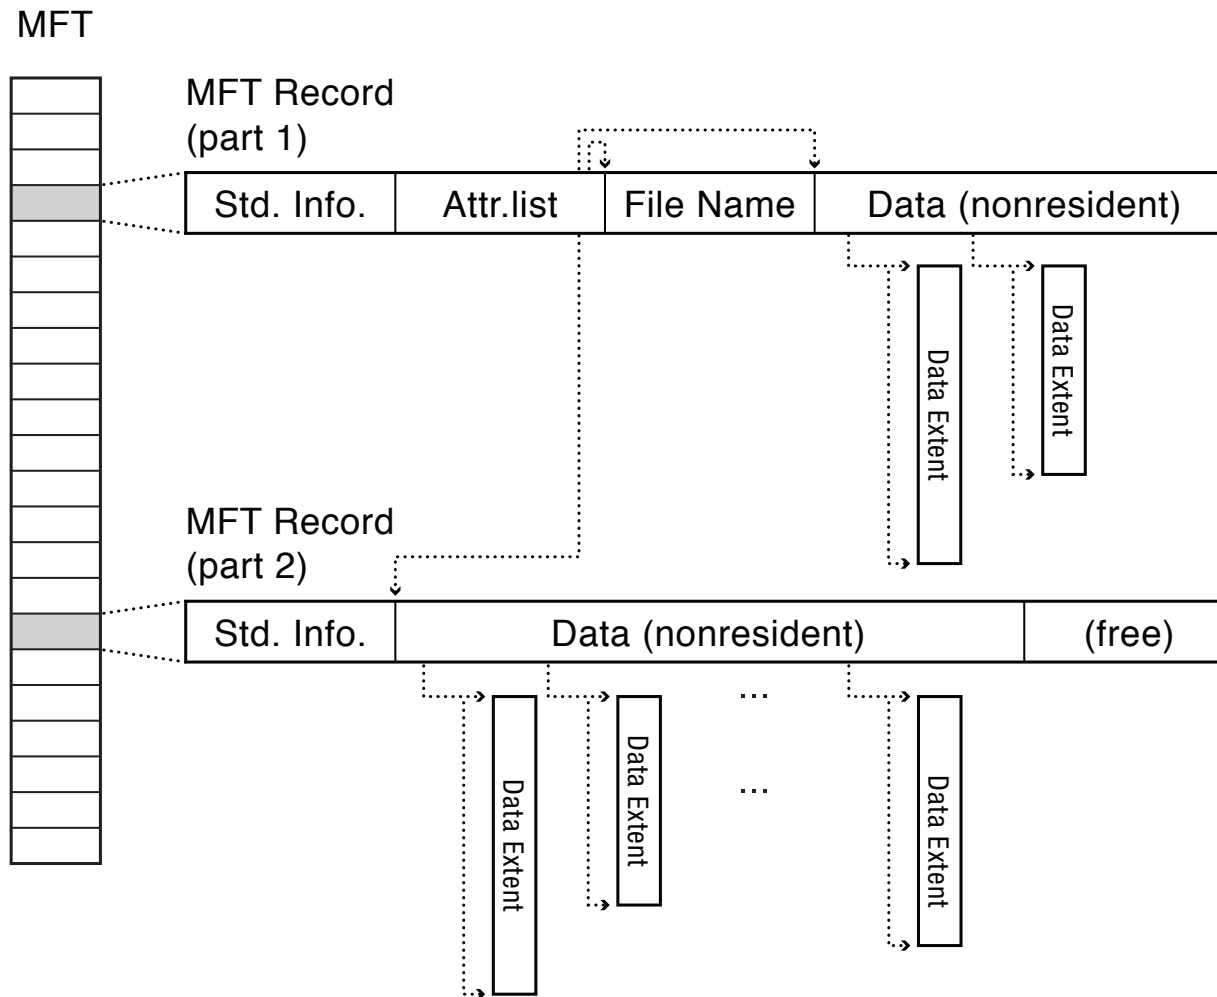 MFT
MFT Record
(part 1)
Std. Info.
Attr.list
File Name
Data (nonresident)
Data Extent
Data Extent
MFT Record
(part 2)
Std. Info.
Data (nonresident)
(free)
...
Data Extent
Data Extent
...
Data Extent